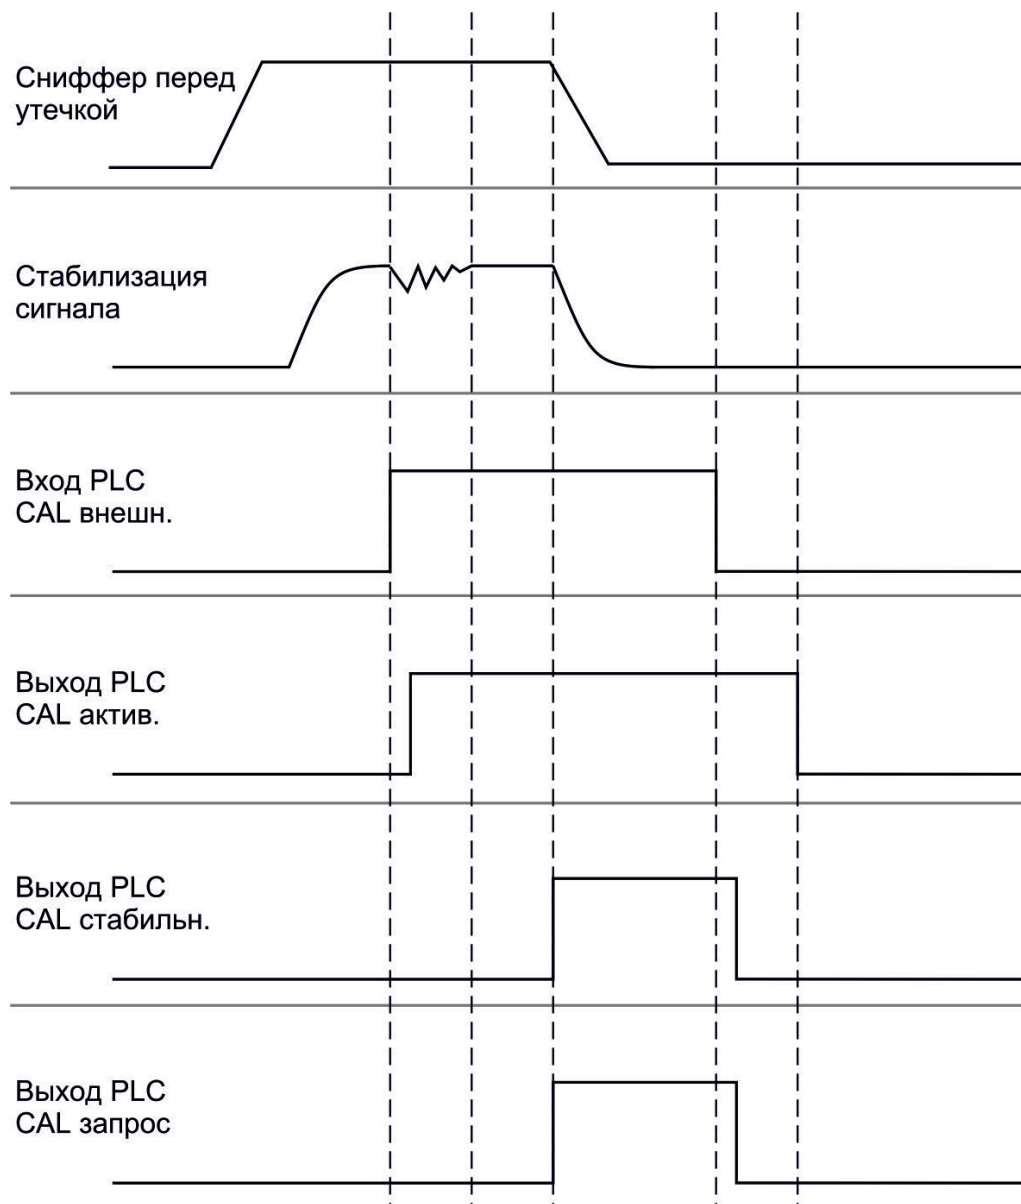 Сниффер перед
утечкой
Стабилизация
сигнала
Вход PLC
CAL внешн.
Выход PLC
CAL актив.
Выход PLC
CAL стабильн.
Выход PLC
CAL запрос